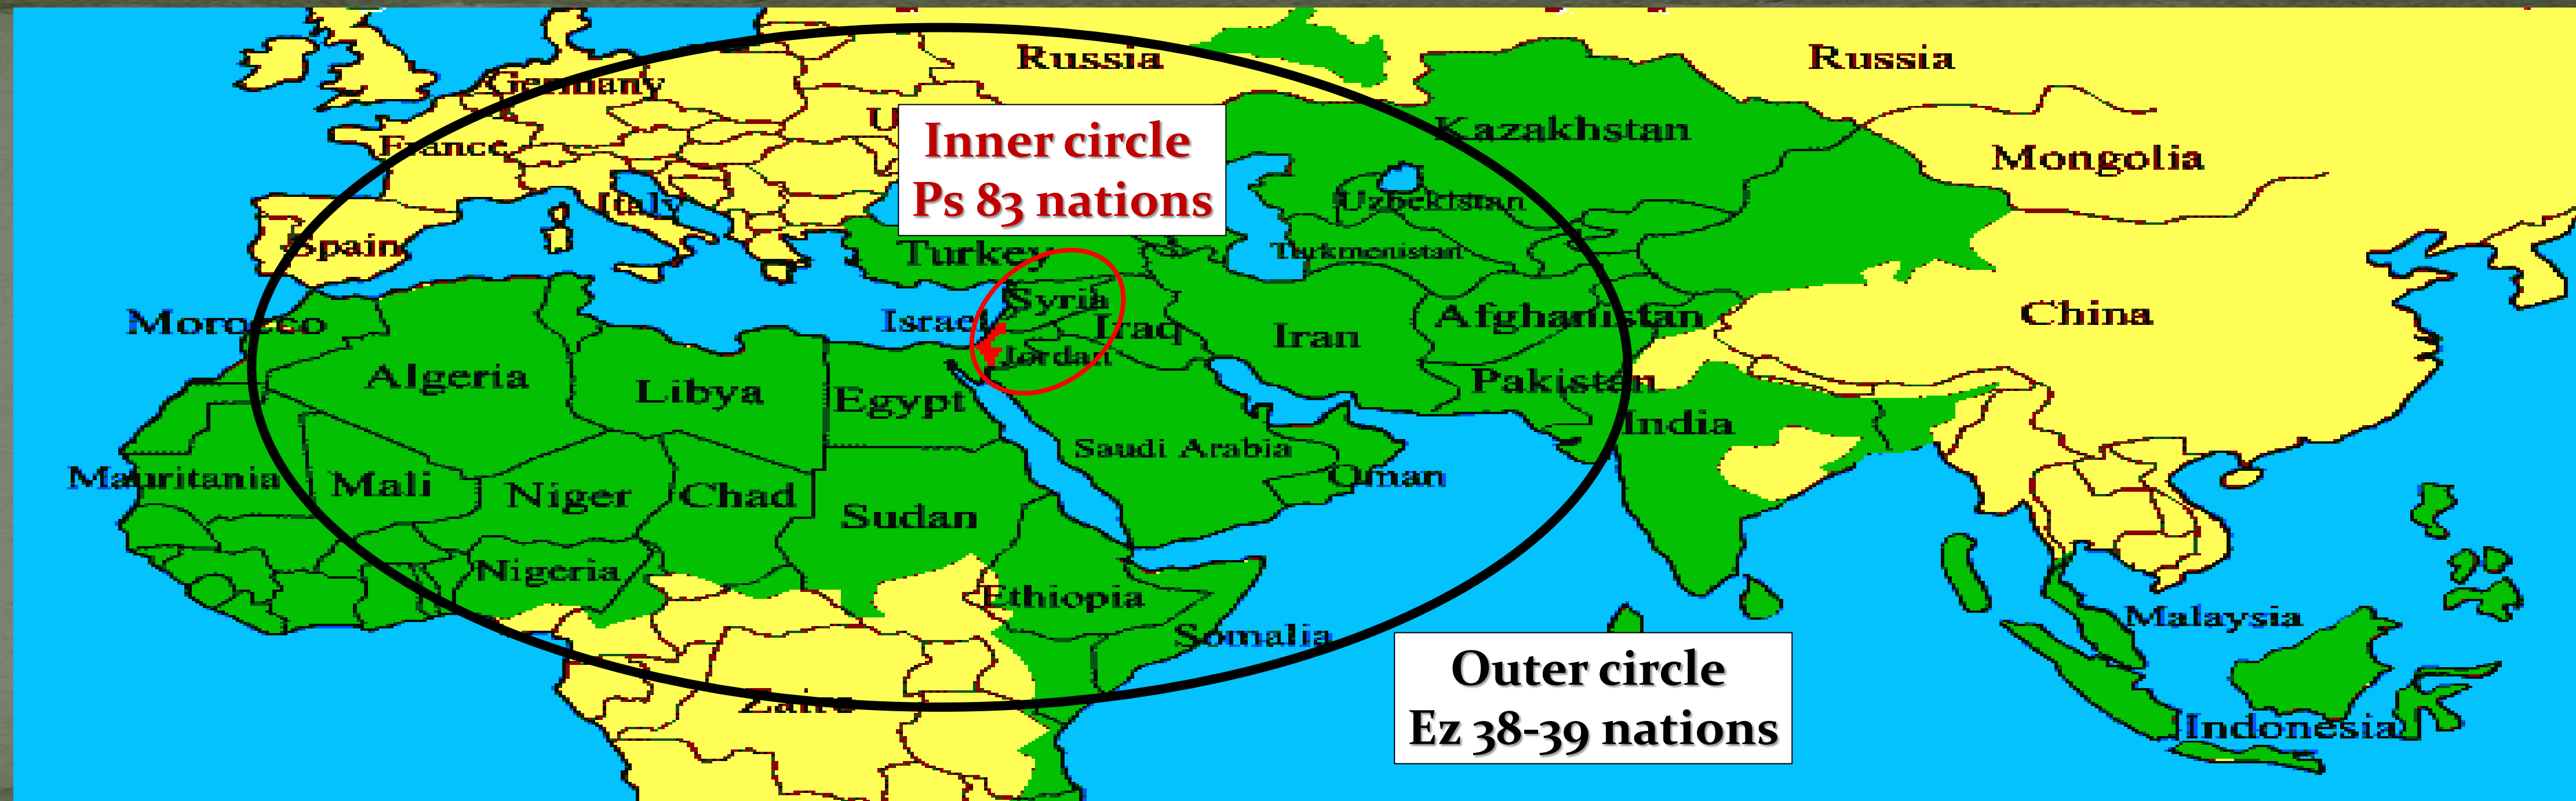 Russia
Russia
Germany
U
Inner circle
Ps 83 nations
Kazakhstan
France
Mongolia
Italy
Uzbekistan
Spain
Turkey
Turkmenistan
Syria
China
Morocco
Israel
Iraq
Iran
Afghanistan
Jordan
Algeria
Libya
Egypt
Pakistan
India
Saudi Arabia
Mauritania
Mali
Niger
Chad
Oman
Sudan
Nigeria
Ethiopia
Malaysia
Somalia
Outer circle
Ez 38-39 nations
Zaire
Indonesia